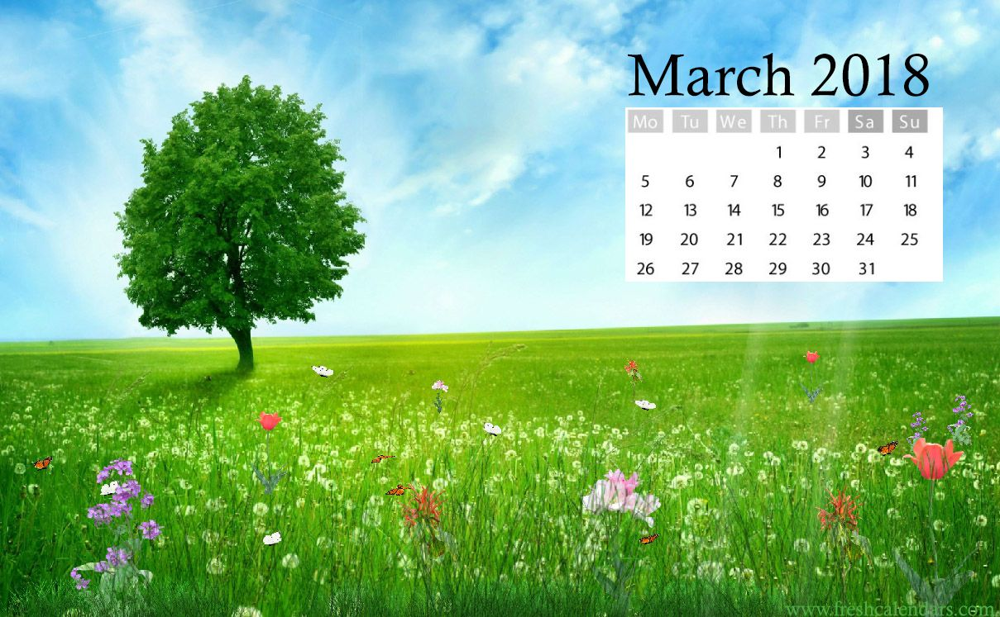 March 2018
Mo Tu We Th Fr Sa Su
1 2 3 4
5 6 7 8 9 10 11
12 13 14 15 16 17 18
19 20 21 22 23 24 25
26 27 28 29 30 31
www.freshcalendars.com